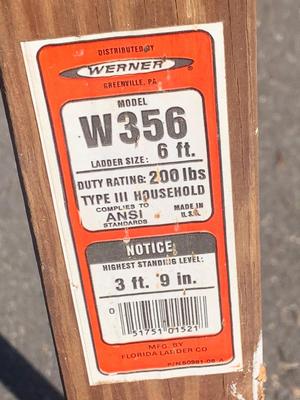 DISTRIBUTED BY
WERNER®
GREENVILLE, PA
MODEL
W356
LADDER SIZE: 6 ft.
DUTY RATING: 200 lbs
TYPE III HOUSEHOLD
COMPLIES TO
ANSI
STANDARDS
MADE IN
U.S.A.
NOTICE
HIGHEST STANDING LEVEL:
3 ft. 9 in.
0
51751 01521
MFG. BY
FLORIDA LADDER CO